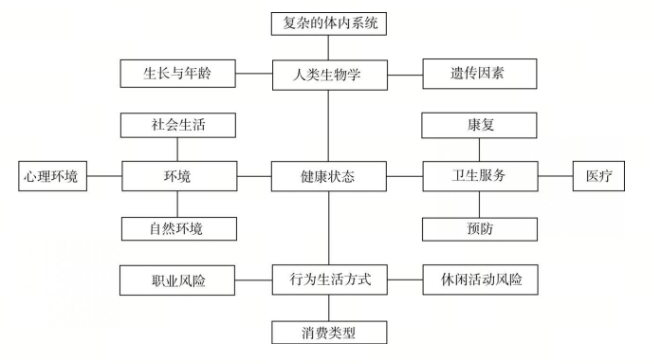 复杂的体内系统
生长与年龄
人类生物学
遗传因素
社会生活
康复
心理环境
环境
健康状态
卫生服务
医疗
自然环境
预防
职业风险
行为生活方式
休闲活动风险
消费类型